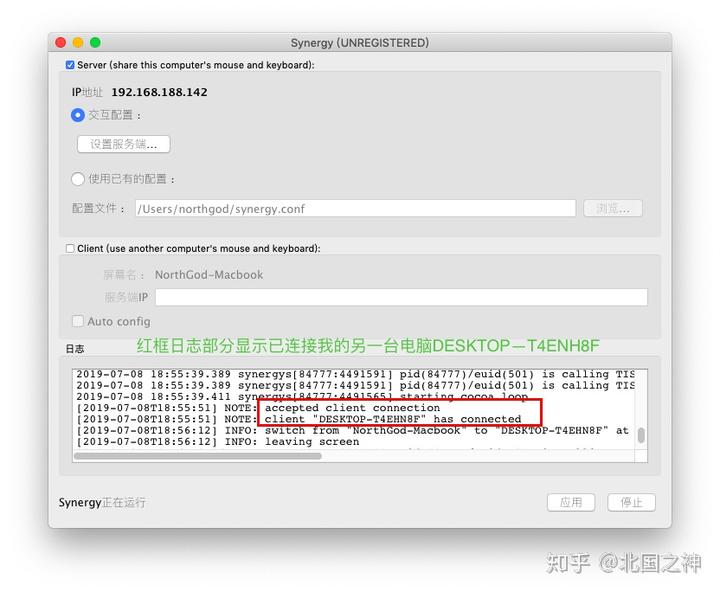 Synergy (UNREGISTERED)
Server (share this computer's mouse and keyboard):
IP地址 192.168.188.142
交互配置：
设置服务端...
使用已有的配置：
配置文件： /Users/northgod/synergy.conf 浏览...
Client (use another computer's mouse and keyboard):
屏幕名： NorthGod-Macbook
服务端IP
Auto config
红框日志部分显示已连接我的另一台电脑DESKTOP—T4ENH8F
日志
2019-07-08 18:55:39.389 synergys[84777:4491591] pid(84777)/euid(501) is calling TIS
2019-07-08 18:55:39.389 synergys[84777:4491591] pid(84777)/euid(501) is calling TIS
2019-07-08 18:55:39.411 synergys[84777:4491565] starting cocoa loop
[2019-07-08T18:55:51] NOTE: accepted client connection
[2019-07-08T18:55:51] NOTE: client "DESKTOP-T4EHN8F" has connected
[2019-07-08T18:56:12] INFO: switch from "NorthGod-Macbook" to "DESKTOP-T4EHN8F" at
[2019-07-08T18:56:12] INFO: leaving screen
Synergy正在运行 应用 停止
知乎 @北国之神